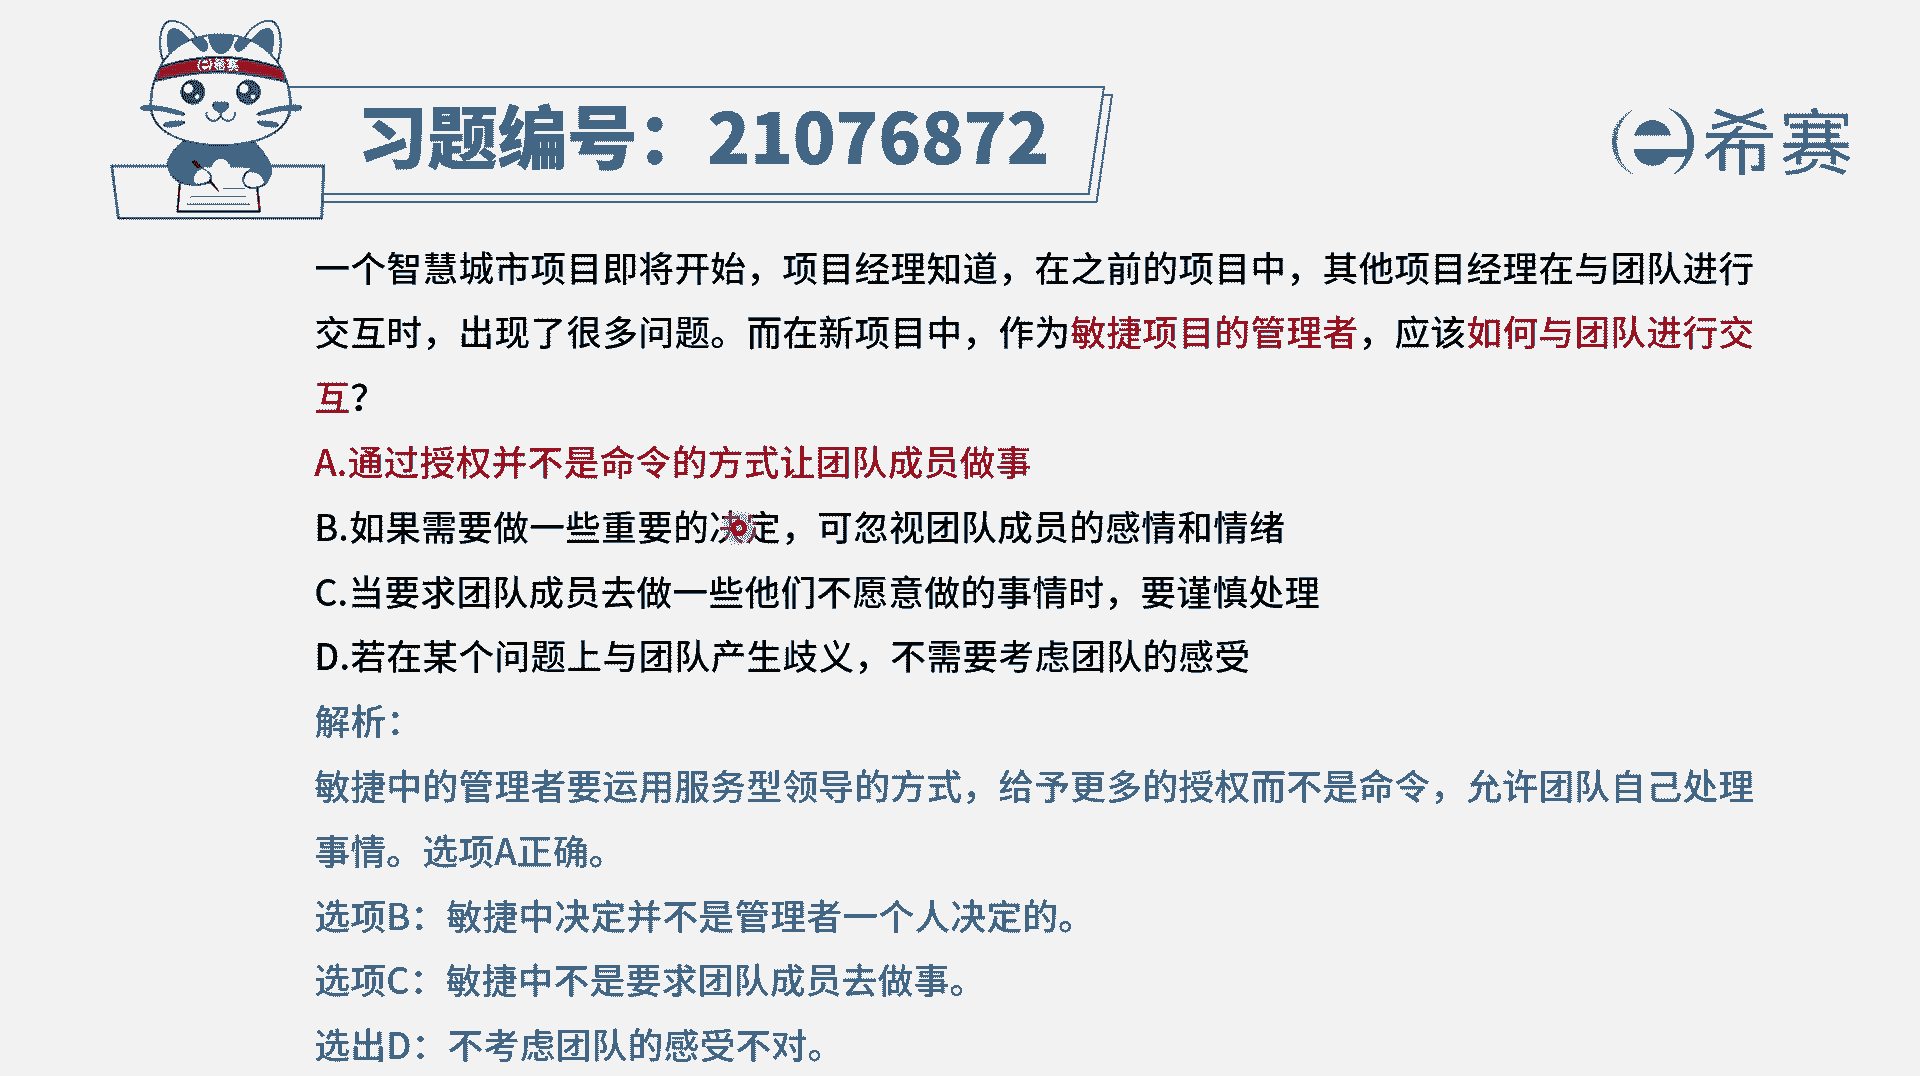 希赛
习题编号：21076872
希赛
一个智慧城市项目即将开始，项目经理知道，在之前的项目中，其他项目经理在与团队进行
交互时，出现了很多问题。而在新项目中，作为敏捷项目的管理者，应该如何与团队进行交
互？
A.通过授权并不是命令的方式让团队成员做事
B.如果需要做一些重要的决定，可忽视团队成员的感情和情绪
C.当要求团队成员去做一些他们不愿意做的事情时，要谨慎处理
D.若在某个问题上与团队产生歧义，不需要考虑团队的感受
解析：
敏捷中的管理者要运用服务型领导的方式，给予更多的授权而不是命令，允许团队自己处理
事情。选项A正确。
选项B：敏捷中决定并不是管理者一个人决定的。
选项C：敏捷中不是要求团队成员去做事。
选出D：不考虑团队的感受不对。